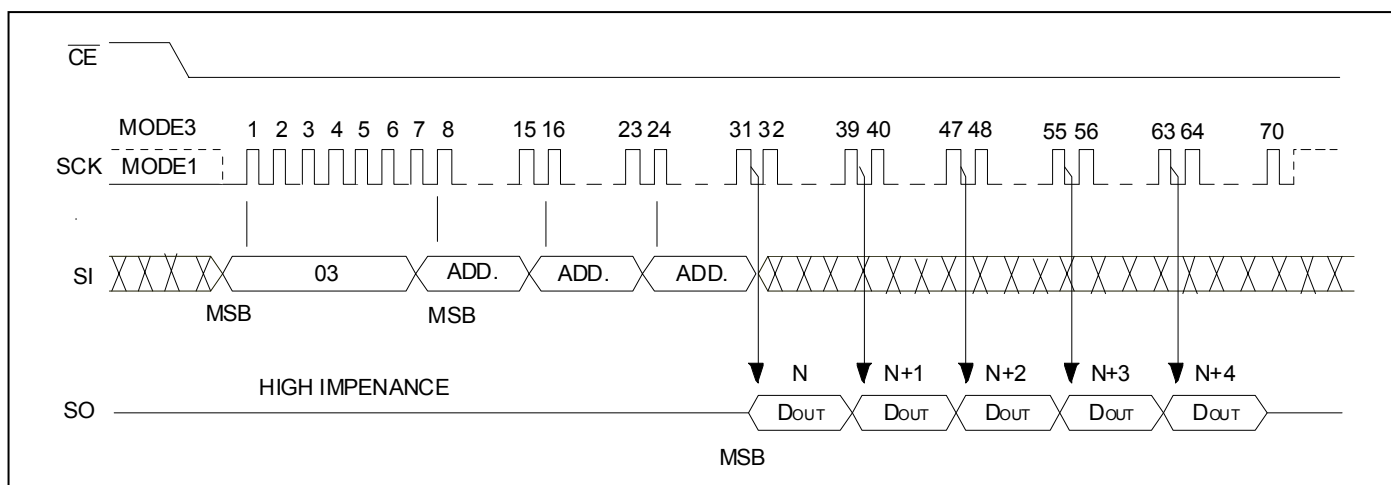 CE
MODE3 1 2 3 4 5 6 7 8 15 16 23 24 31 32 39 40 47 48 55 56 63 64 70
SCK MODE1
SI 03 ADD. ADD. ADD.
MSB MSB
HIGH IMPENANCE N N+1 N+2 N+3 N+4
SO DOUT DOUT DOUT DOUT DOUT
MSB